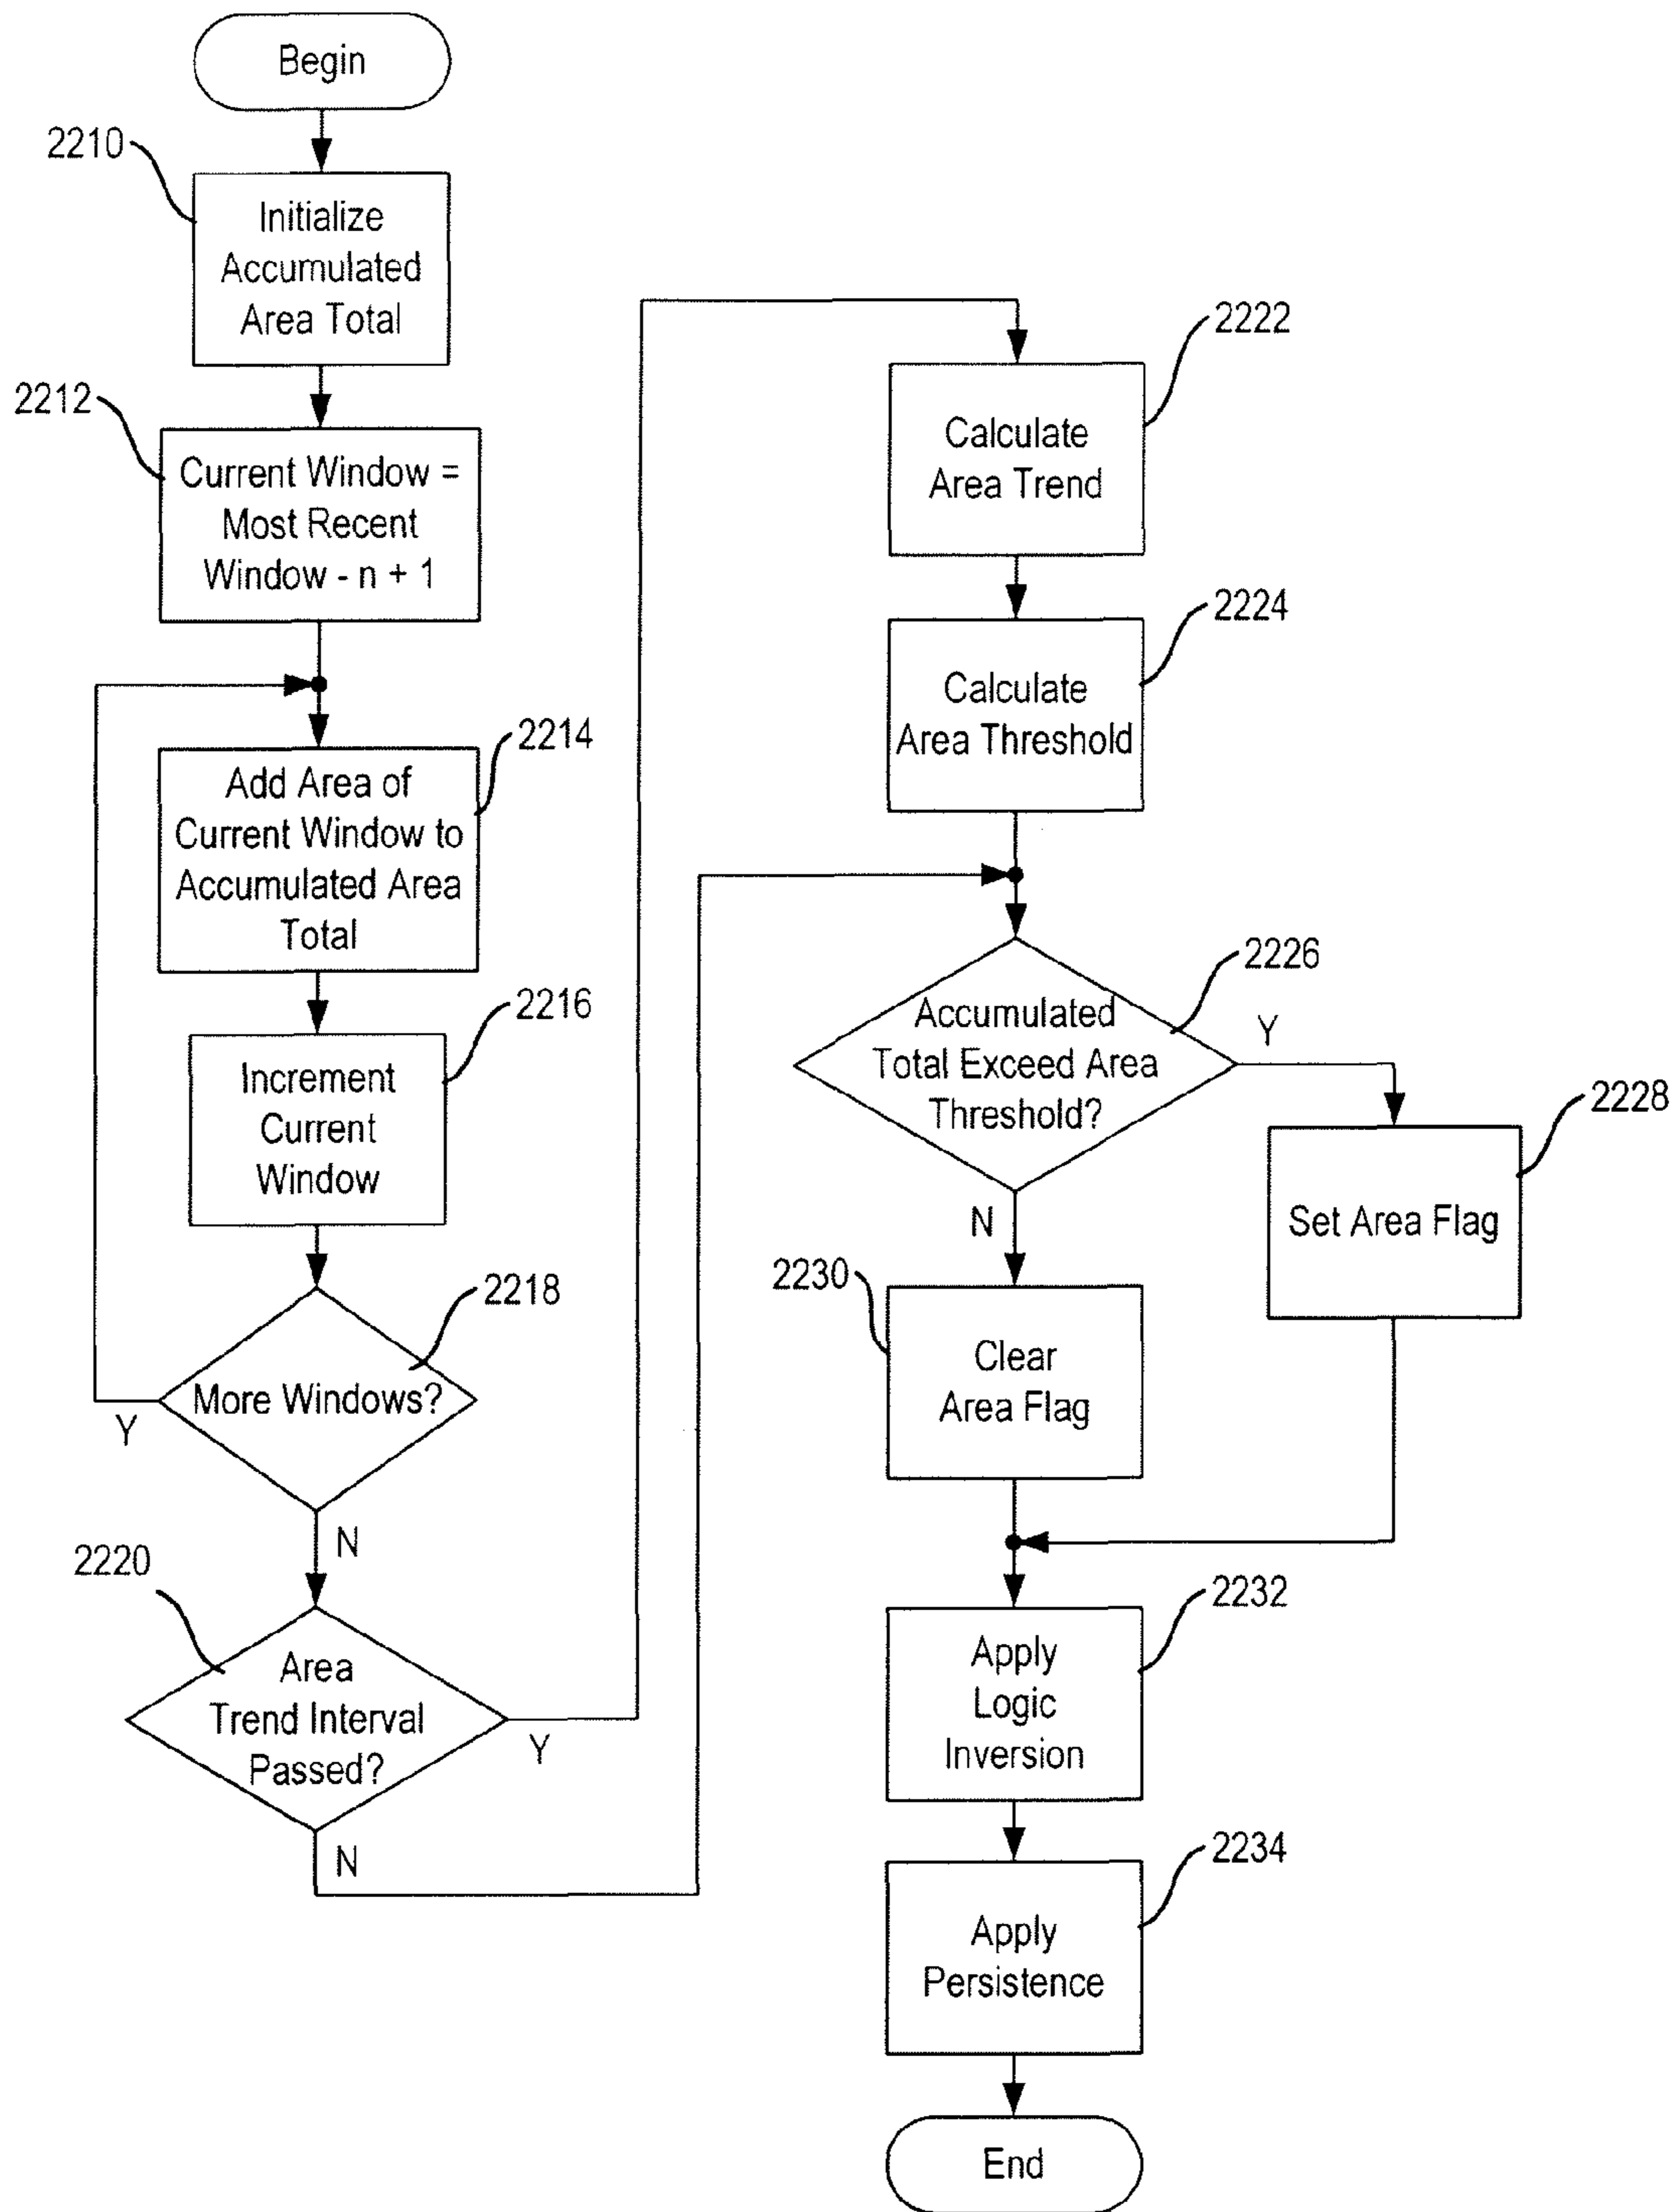 Begin
2210
Initialize
Accumulated
Area Total
2212
Current Window =
Most Recent
Window - n + 1
2214
Add Area of
Current Window to
Accumulated Area
Total
2216
Increment
Current
Window
2218
More Windows?
Y
N
2220
Area
Trend Interval
Passed?
Y
N
2222
Calculate
Area Trend
2224
Calculate
Area Threshold
2226
Accumulated
Total Exceed Area
Threshold?
Y
N
2228
Set Area Flag
2230
Clear
Area Flag
2232
Apply
Logic
Inversion
2234
Apply
Persistence
End